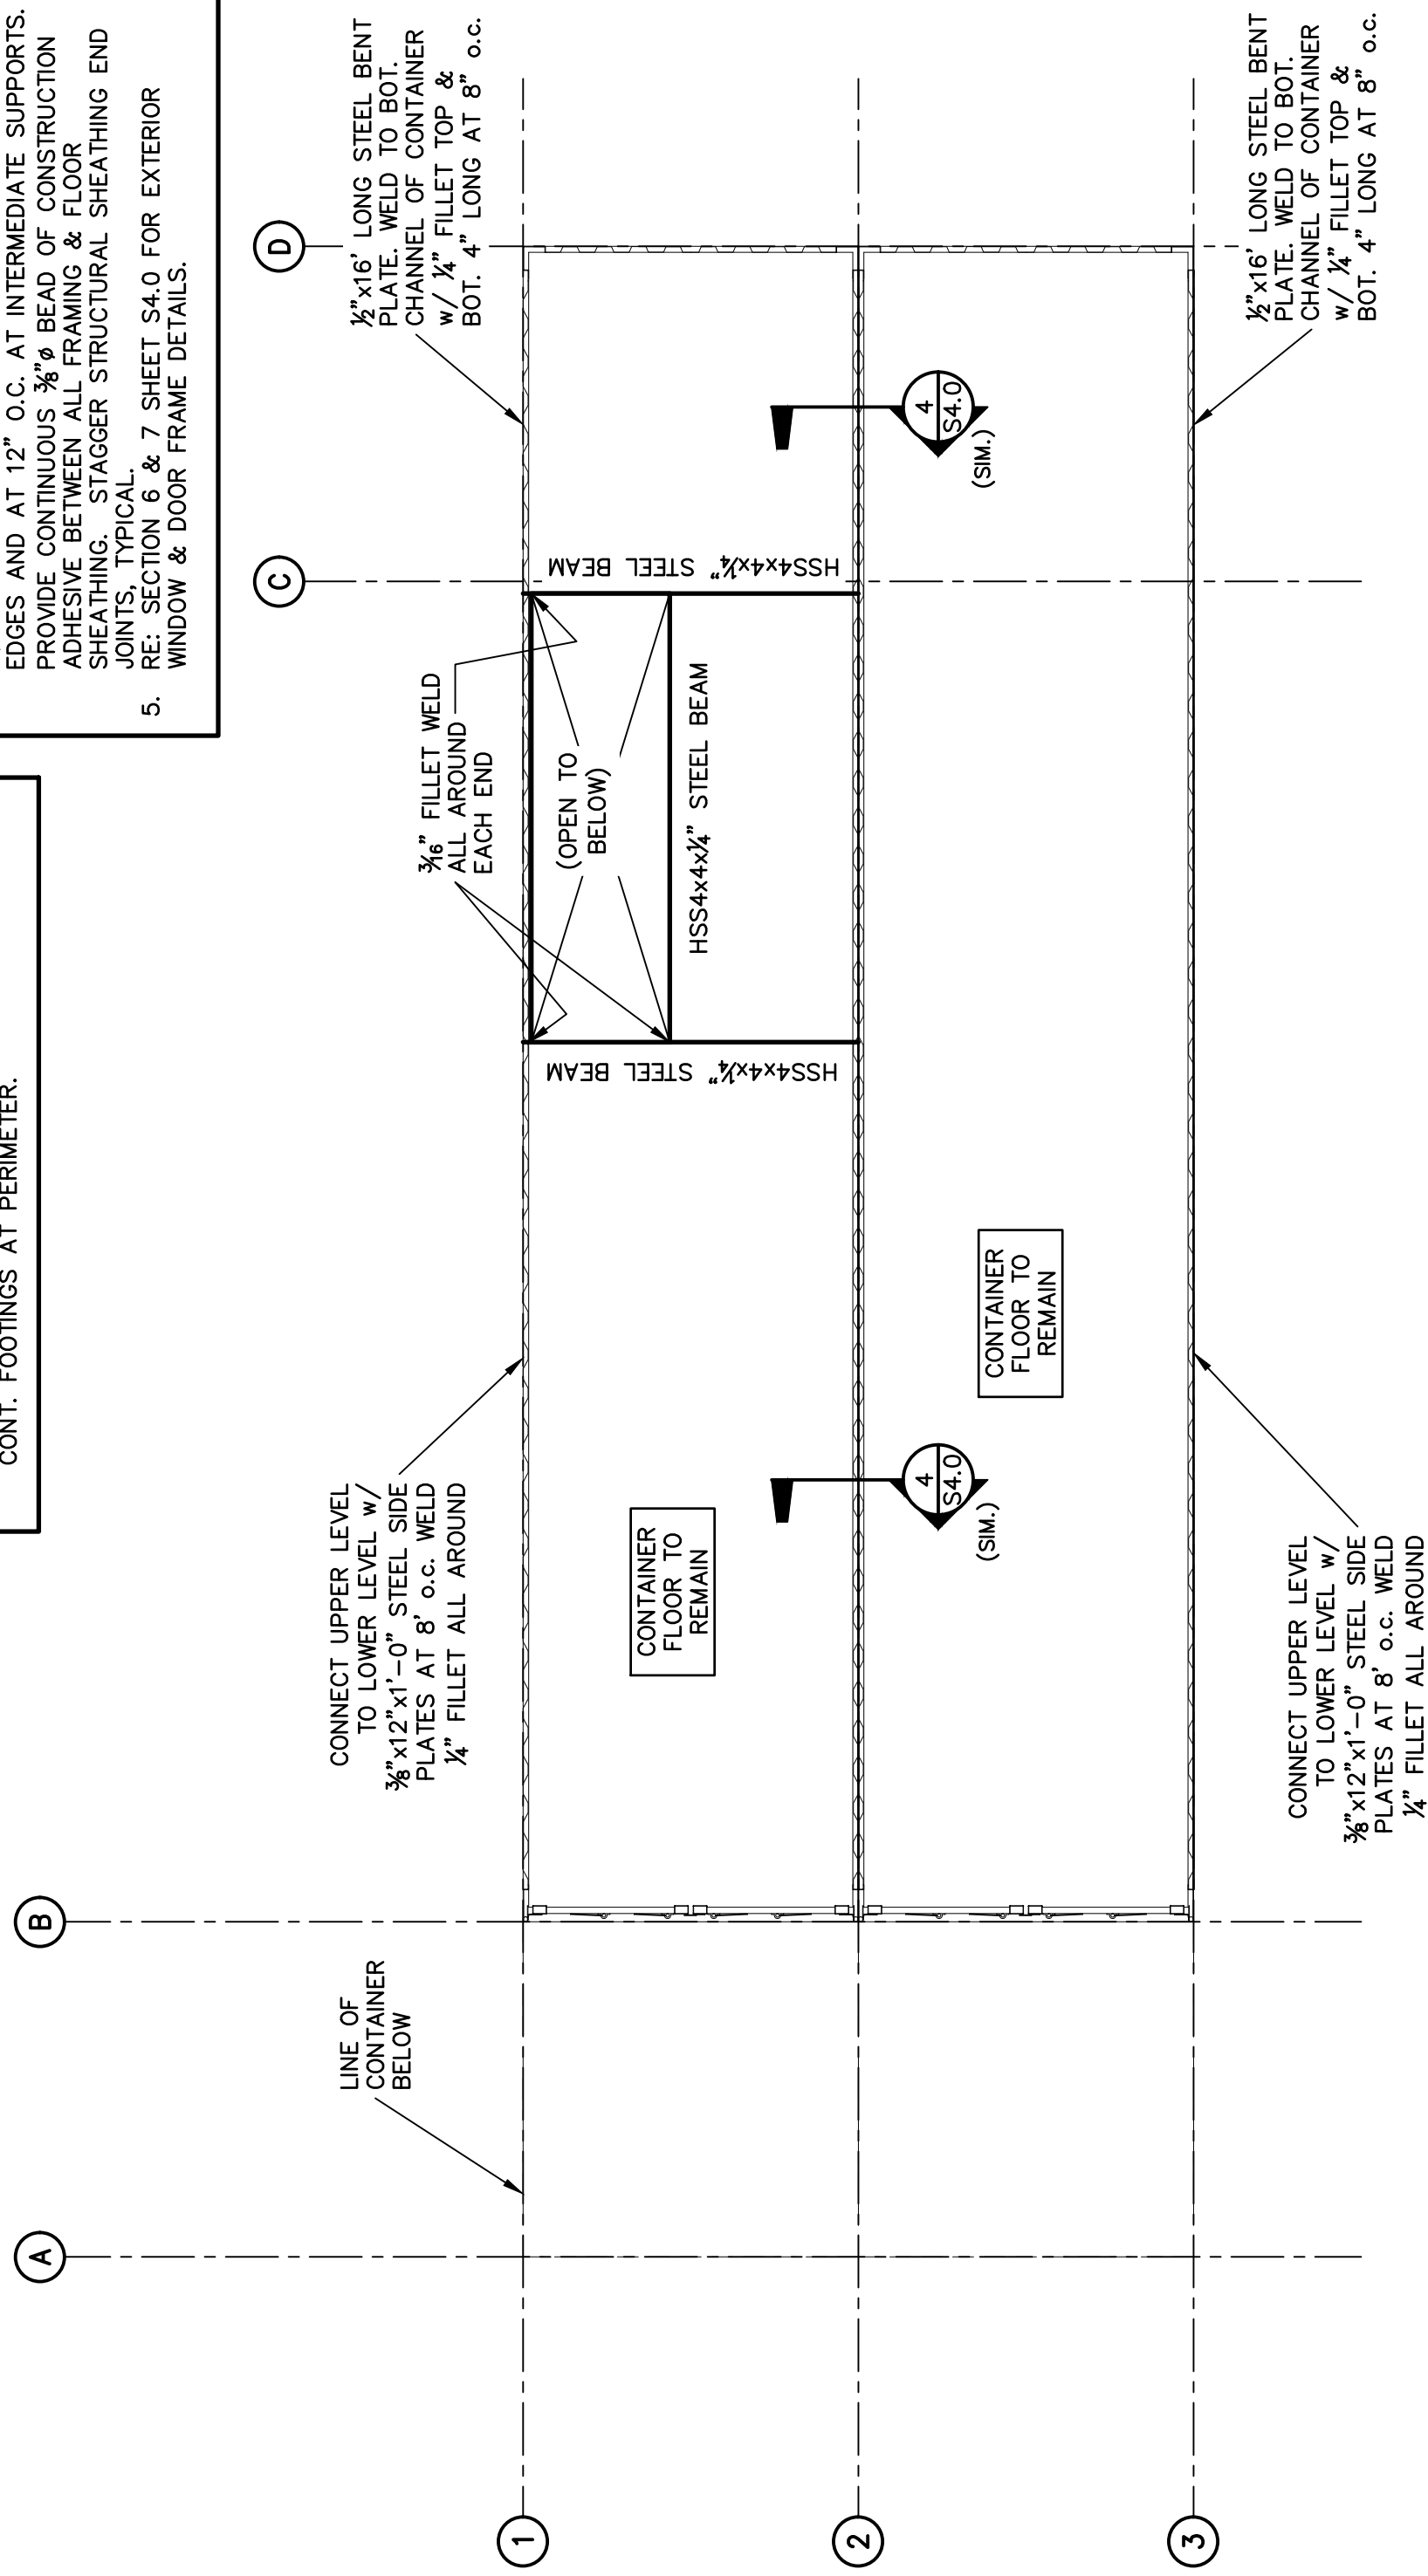 CONT. FOOTINGS AT PERIMETER.
EDGES AND AT 12" O.C. AT INTERMEDIATE SUPPORTS.
PROVIDE CONTINUOUS ⅜"ø BEAD OF CONSTRUCTION
ADHESIVE BETWEEN ALL FRAMING & FLOOR
SHEATHING. STAGGER STRUCTURAL SHEATHING END
JOINTS, TYPICAL.
5. RE: SECTION 6 & 7 SHEET S4.0 FOR EXTERIOR
WINDOW & DOOR FRAME DETAILS.
A
B
C
D
1
2
3
LINE OF
CONTAINER
BELOW
CONNECT UPPER LEVEL
TO LOWER LEVEL w/
⅜"x12"x1'-0" STEEL SIDE
PLATES AT 8' o.c. WELD
¼" FILLET ALL AROUND
3/16" FILLET WELD
ALL AROUND
EACH END
½"x16' LONG STEEL BENT
PLATE. WELD TO BOT.
CHANNEL OF CONTAINER
w/ ¼" FILLET TOP &
BOT. 4" LONG AT 8" o.c.
(OPEN TO
BELOW)
HSS4x4x¼" STEEL BEAM
HSS4x4x¼" STEEL BEAM
HSS4x4x¼" STEEL BEAM
CONTAINER
FLOOR TO
REMAIN
4
S4.0
(SIM.)
CONTAINER
FLOOR TO
REMAIN
4
S4.0
(SIM.)
CONNECT UPPER LEVEL
TO LOWER LEVEL w/
⅜"x12"x1'-0" STEEL SIDE
PLATES AT 8' o.c. WELD
¼" FILLET ALL AROUND
½"x16' LONG STEEL BENT
PLATE. WELD TO BOT.
CHANNEL OF CONTAINER
w/ ¼" FILLET TOP &
BOT. 4" LONG AT 8" o.c.